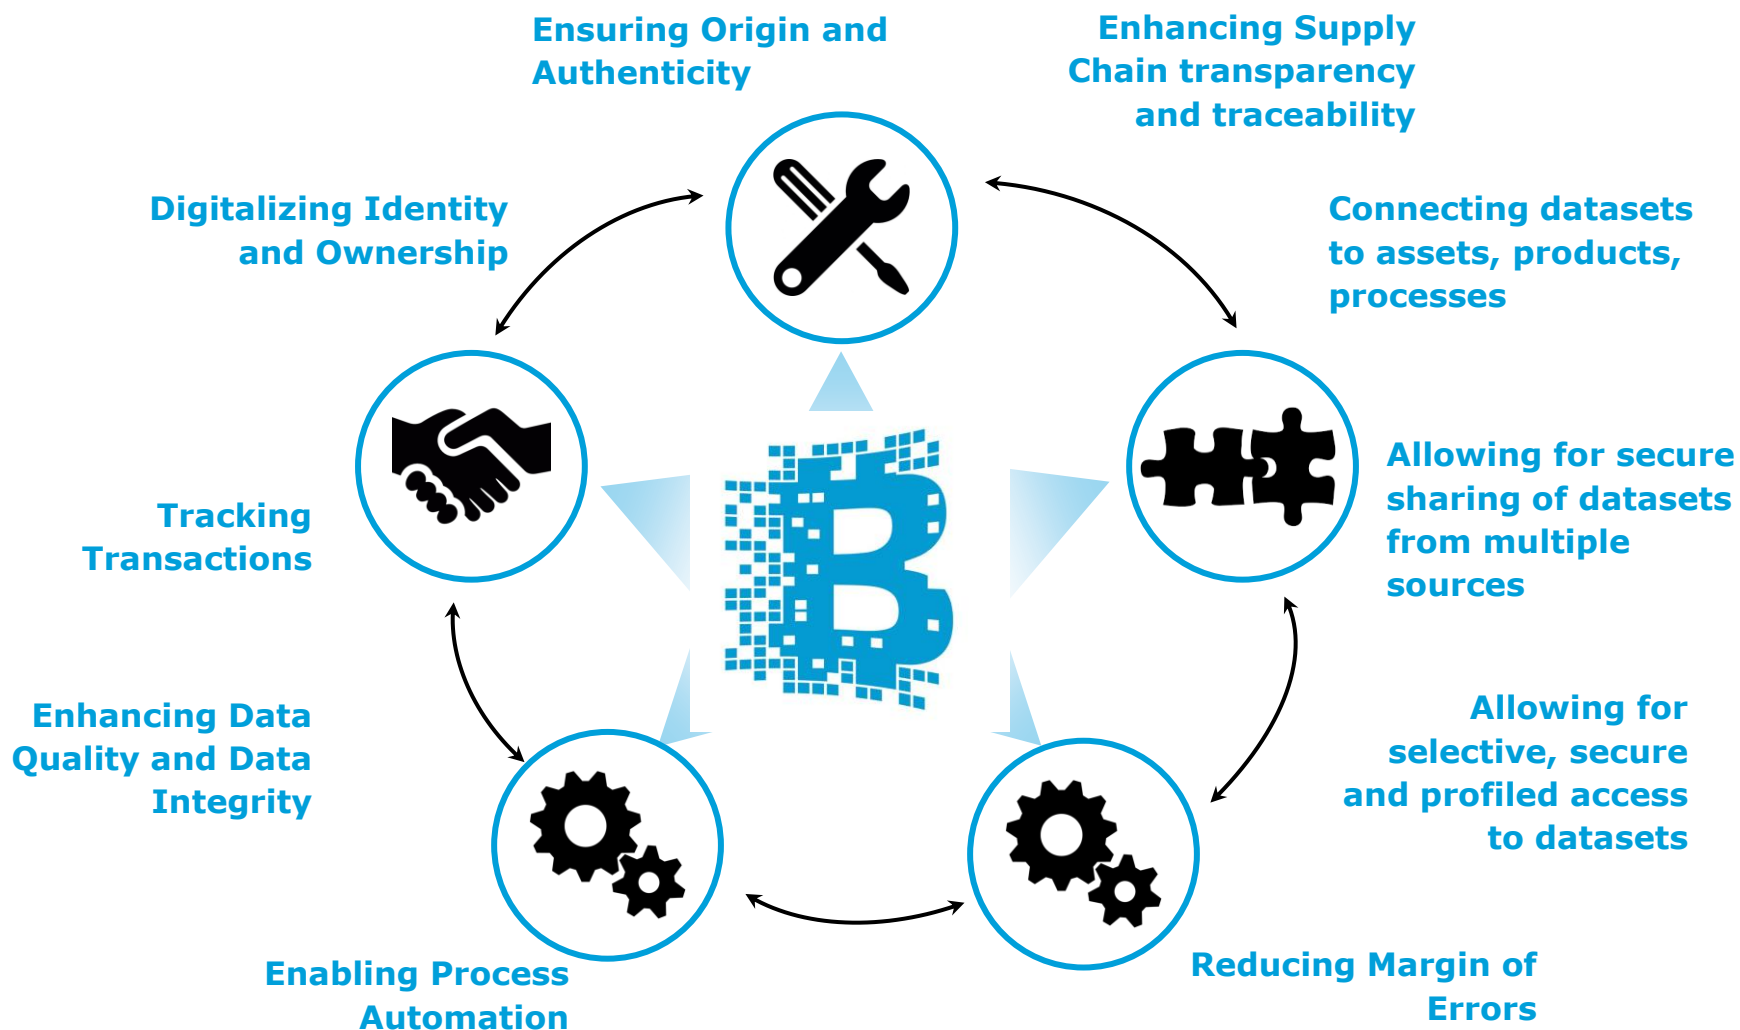 Ensuring Origin and
Authenticity
Enhancing Supply
Chain transparency
and traceability
Digitalizing Identity
and Ownership
Connecting datasets
to assets, products,
processes
Tracking
Transactions
Allowing for secure
sharing of datasets
from multiple
sources
Enhancing Data
Quality and Data
Integrity
Allowing for
selective, secure
and profiled access
to datasets
Enabling Process
Automation
Reducing Margin of
Errors